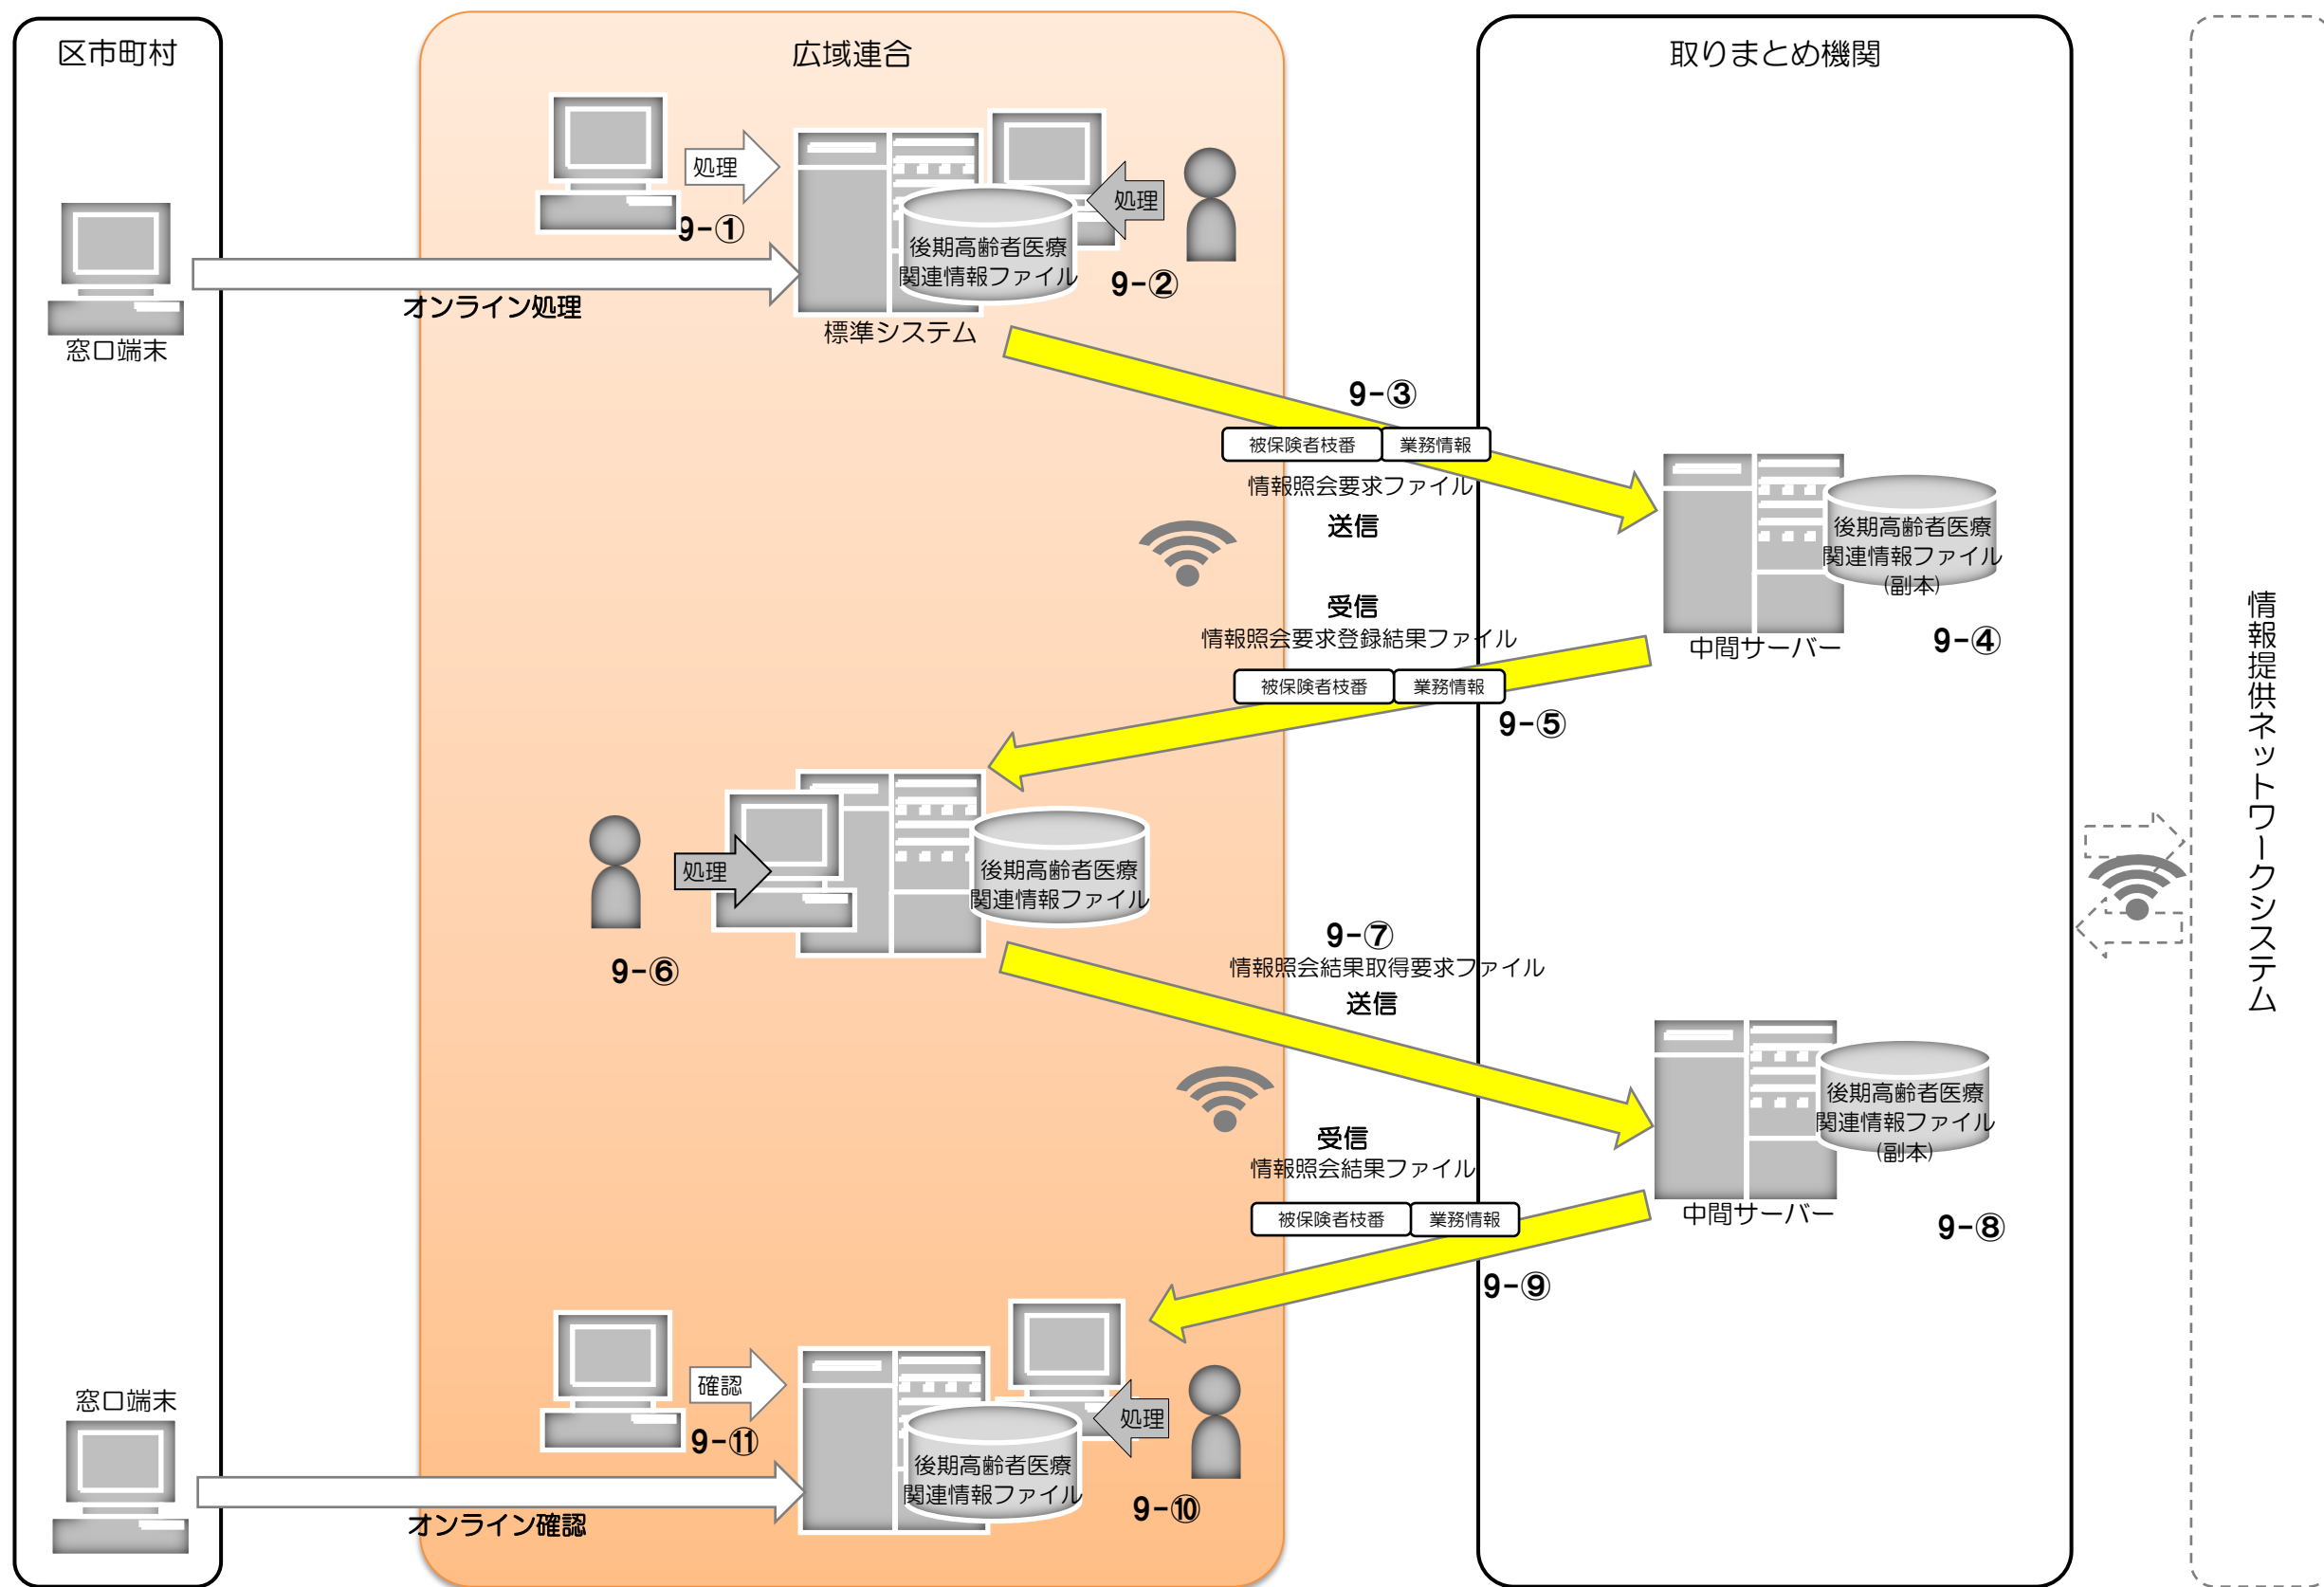 区市町村
広域連合
取りまとめ機関
処理
処理
9-①
後期高齢者医療
関連情報ファイル
9-②
オンライン処理
標準システム
窓口端末
9-③
被保険者枝番
業務情報
情報照会要求ファイル
送信
後期高齢者医療
関連情報ファイル
(副本)
中間サーバー
9-④
受信
情報照会要求登録結果ファイル
被保険者枝番
業務情報
9-⑤
情報提供ネットワークシステム
処理
後期高齢者医療
関連情報ファイル
9-⑥
9-⑦
情報照会結果取得要求ファイル
送信
後期高齢者医療
関連情報ファイル
(副本)
中間サーバー
9-⑧
受信
情報照会結果ファイル
被保険者枝番
業務情報
9-⑨
窓口端末
確認
処理
9-⑪
後期高齢者医療
関連情報ファイル
9-⑩
オンライン確認